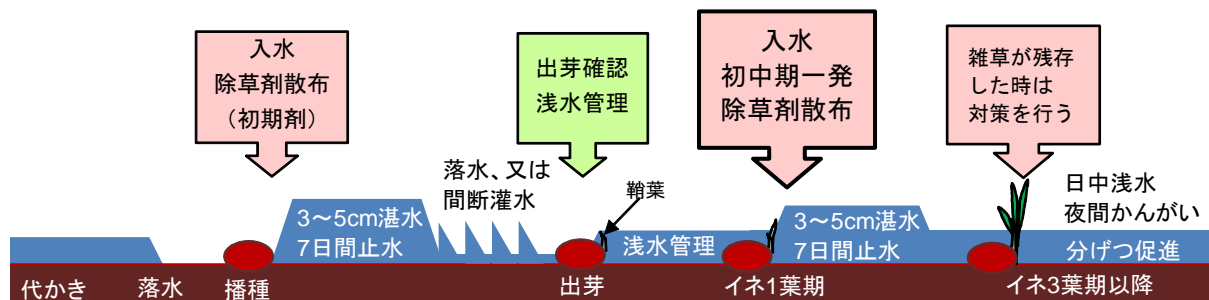 入水
除草剤散布
（初期剤）
出芽確認
浅水管理
入水
初中期一発
除草剤散布
雑草が残存
した時は
対策を行う
落水、又は
間断灌水
鞘葉
日中浅水
夜間かんがい
3～5cm湛水
7日間止水
浅水管理
3～5cm湛水
7日間止水
分げつ促進
代かき
落水
播種
出芽
イネ1葉期
イネ3葉期以降